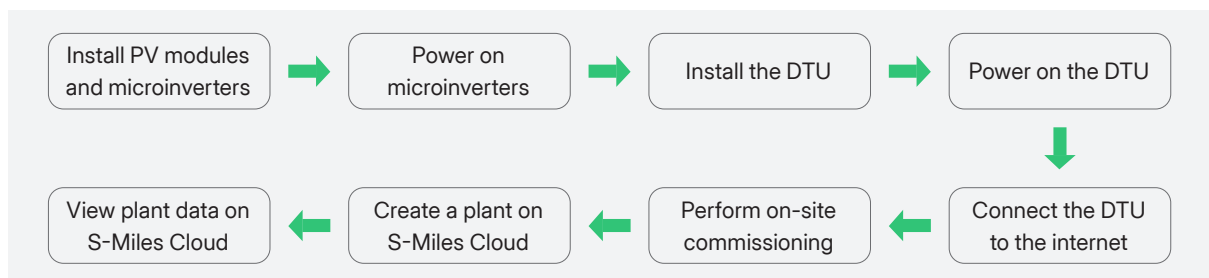 Install PV modules
and microinverters
Power on
microinverters
Install the DTU
Power on the DTU
Connect the DTU
to the internet
Perform on-site
commissioning
Create a plant on
S-Miles Cloud
View plant data on
S-Miles Cloud